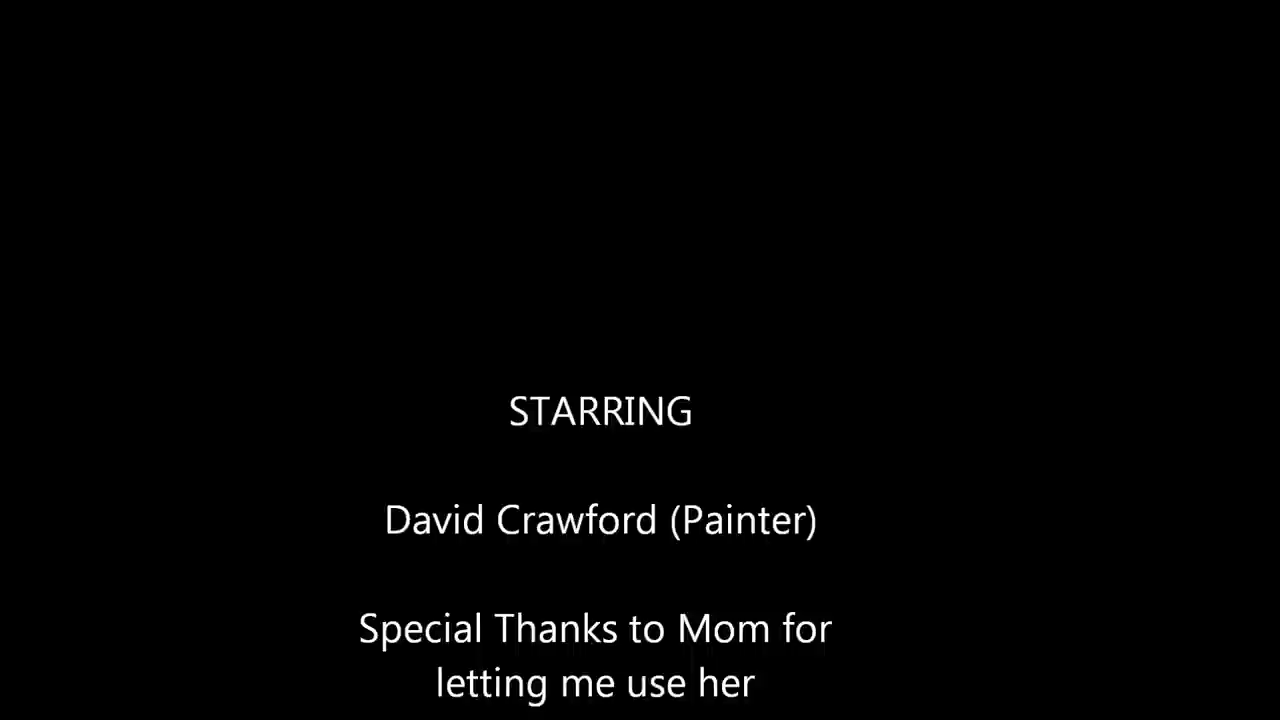 STARRING
David Crawford (Painter)
Special Thanks to Mom for
letting me use her